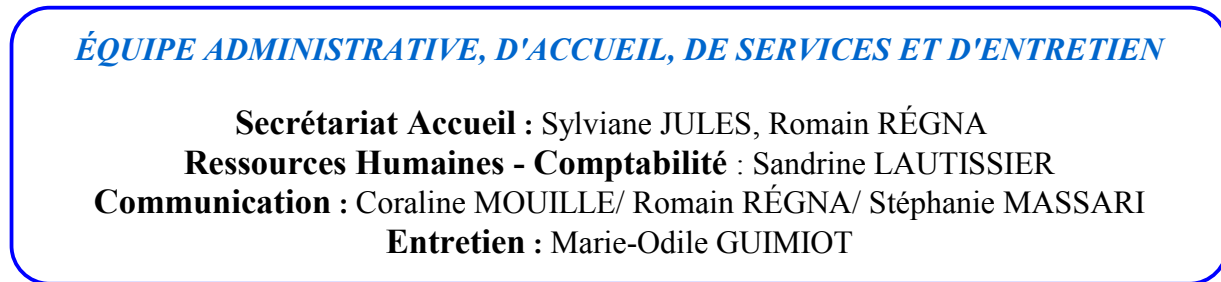 ÉQUIPE ADMINISTRATIVE, D'ACCUEIL, DE SERVICES ET D'ENTRETIEN
Secrétariat Accueil : Sylviane JULES, Romain RÉGNA
Ressources Humaines - Comptabilité : Sandrine LAUTISSIER
Communication : Coraline MOUILLE/ Romain RÉGNA/ Stéphanie MASSARI
Entretien : Marie-Odile GUIMIOT